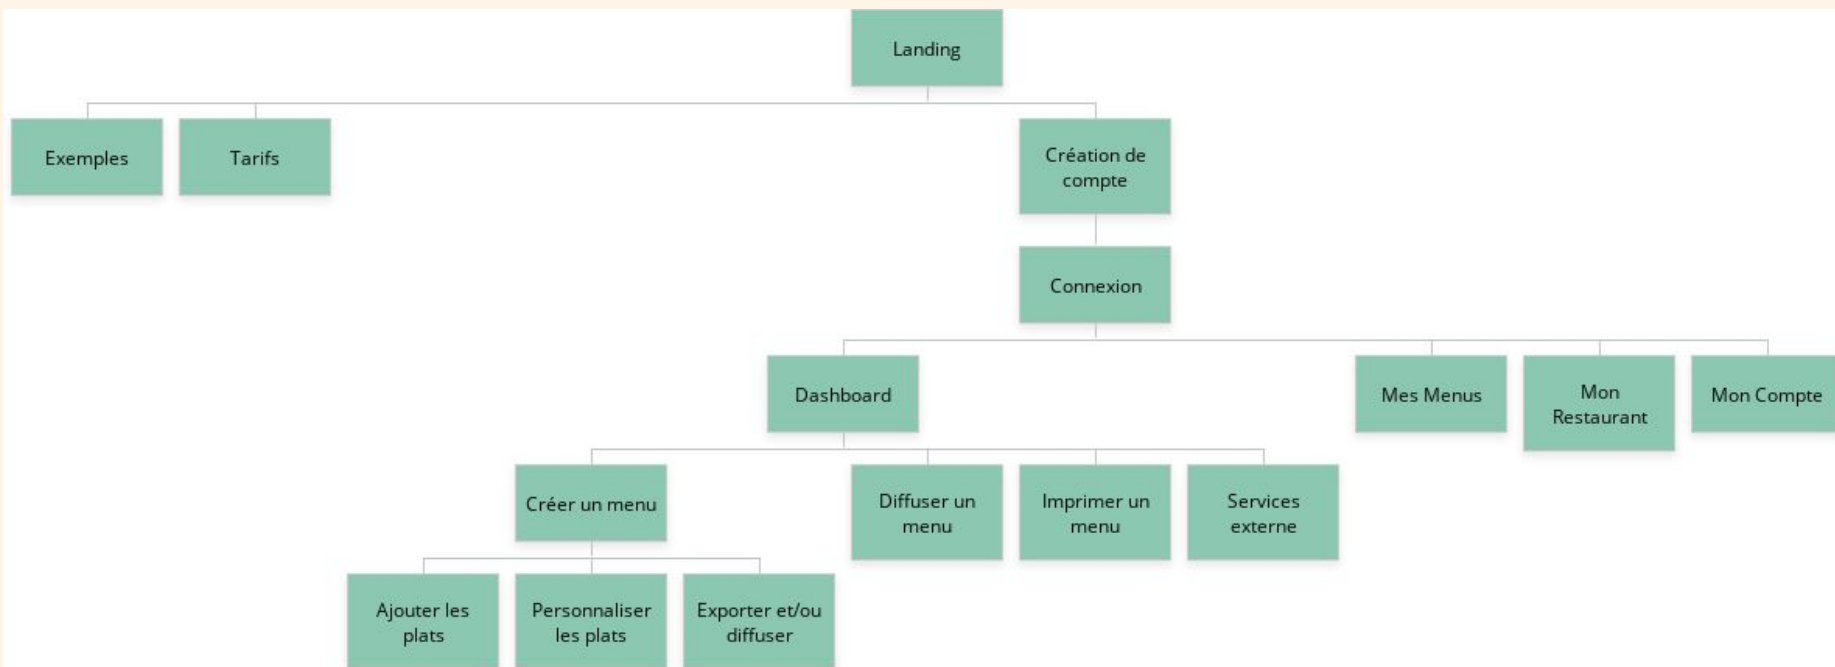 Landing
Exemples
Tarifs
Création de
compte
Connexion
Dashboard
Mes Menus
Mon
Restaurant
Mon Compte
Créer un menu
Diffuser un
menu
Imprimer un
menu
Services
externe
Ajouter les
plats
Personnaliser
les plats
Exporter et/ou
diffuser